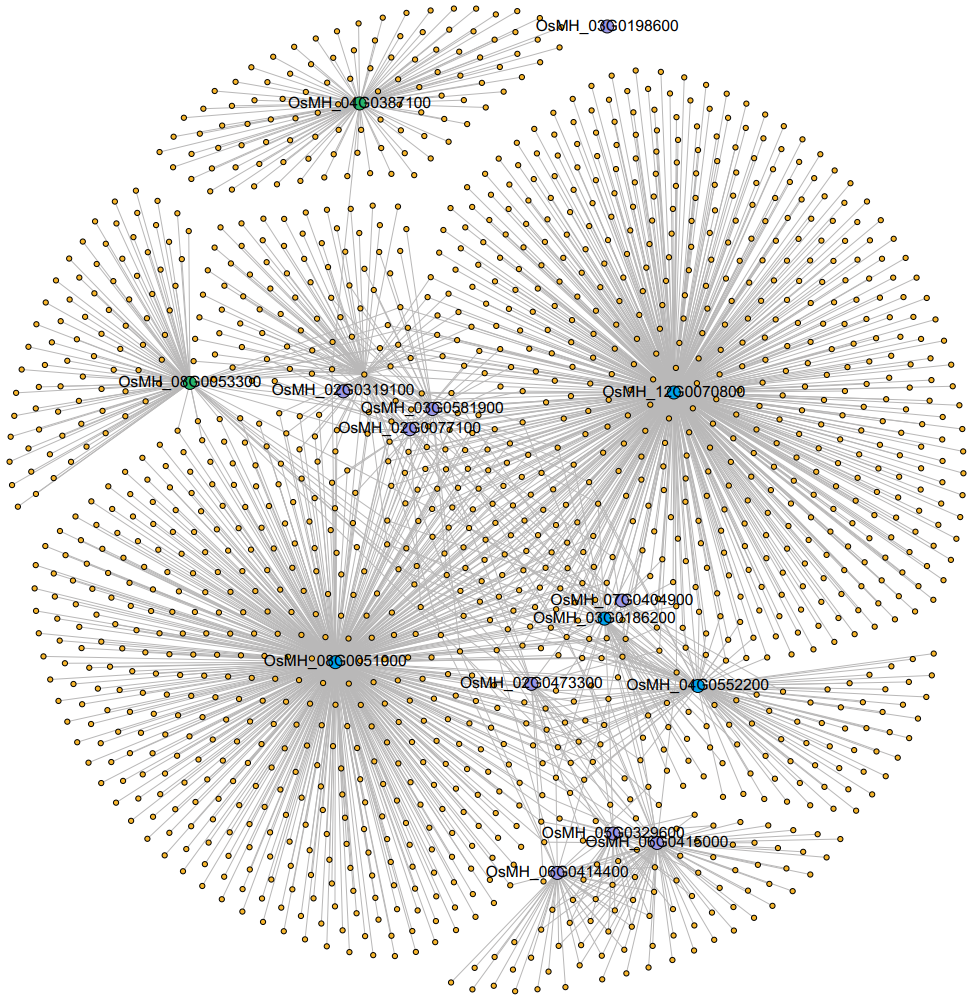 OsMH_03G0198600
OsMH_04G0387100
OsMH_08G0053300
OsMH_02G0319100
OsMH_12G0070800
OsMH_03G0581900
OsMH_02G0077100
OsMH_07G0404900
OsMH_03G0186200
OsMH_08G0051000
OsMH_02G0473300
OsMH_04G0552200
OsMH_05G0329600
OsMH_06G0415000
OsMH_06G0414400